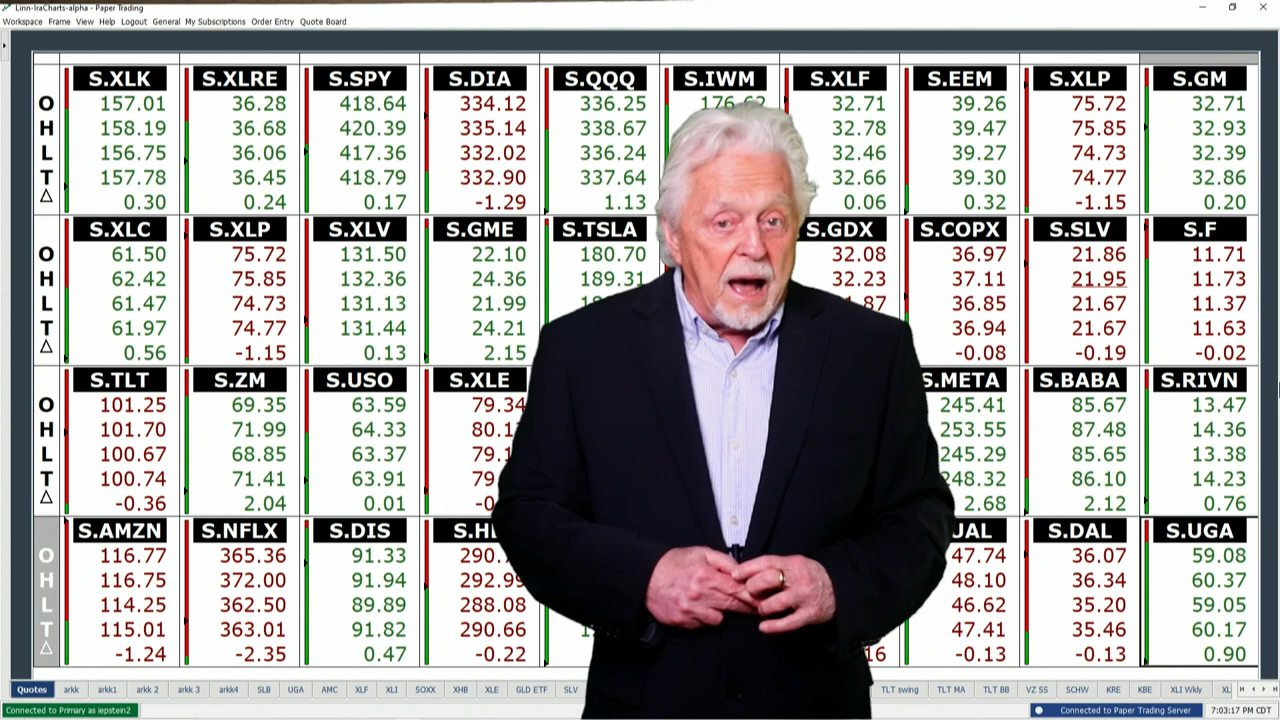 Linn-IraCharts-alpha - Paper Trading
Workspace Frame View Help Logout General My Subscriptions Order Entry Quote Board
S.XLK S.XLRE S.SPY S.DIA S.QQQ S.IWM S.XLF S.EEM S.XLP S.GM
O 157.01 36.28 418.64 334.12 336.25 32.71 39.26 75.72 32.71
H 158.19 36.68 420.39 335.14 338.67 32.78 39.47 75.85 32.93
L 156.75 36.06 417.36 332.02 336.24 32.46 39.27 74.73 32.39
T 157.78 36.45 418.79 332.90 337.64 32.66 39.30 74.77 32.86
△ 0.30 0.24 0.17 -1.29 1.13 0.06 0.32 -1.15 0.20
S.XLC S.XLP S.XLV S.GME S.TSLA S.GDX S.COPX S.SLV S.F
O 61.50 75.72 131.50 22.10 180.70 32.08 36.97 21.86 11.71
H 62.42 75.85 132.36 24.36 189.31 32.23 37.11 21.95 11.73
L 61.47 74.73 131.13 21.99 36.85 21.67 11.37
T 61.97 74.77 131.44 24.21 36.94 21.67 11.63
△ 0.56 -1.15 0.13 2.15 -0.08 -0.19 -0.02
S.TLT S.ZM S.USO S.XLE S.META S.BABA S.RIVN
O 101.25 69.35 63.59 79.34 245.41 85.67 13.47
H 101.70 71.99 64.33 253.55 87.48 14.36
L 100.67 68.85 63.37 245.29 85.65 13.38
T 100.74 71.41 63.91 248.32 86.10 14.23
△ -0.36 2.04 0.01 2.68 2.12 0.76
S.AMZN S.NFLX S.DIS S.DAL S.UGA
O 116.77 365.36 91.33 47.74 36.07 59.08
H 116.75 372.00 91.94 292.99 48.10 36.34 60.37
L 114.25 362.50 89.89 288.08 46.62 35.20 59.05
T 115.01 363.01 91.82 290.66 47.41 35.46 60.17
△ -1.24 -2.35 0.47 -0.22 -0.13 -0.13 0.90
Quotes arkk arkk1 arkk 2 arkk 3 arkk4 SLB UGA AMC XLF XLI SOXX XHB XLE GLD ETF SLV TLT swing TLT MA TLT BB VZ SS SCHW KRE KBE XLI Wkly XL
Connected to Primary as iepstein2 Connected to Paper Trading Server 7:03:17 PM CDT